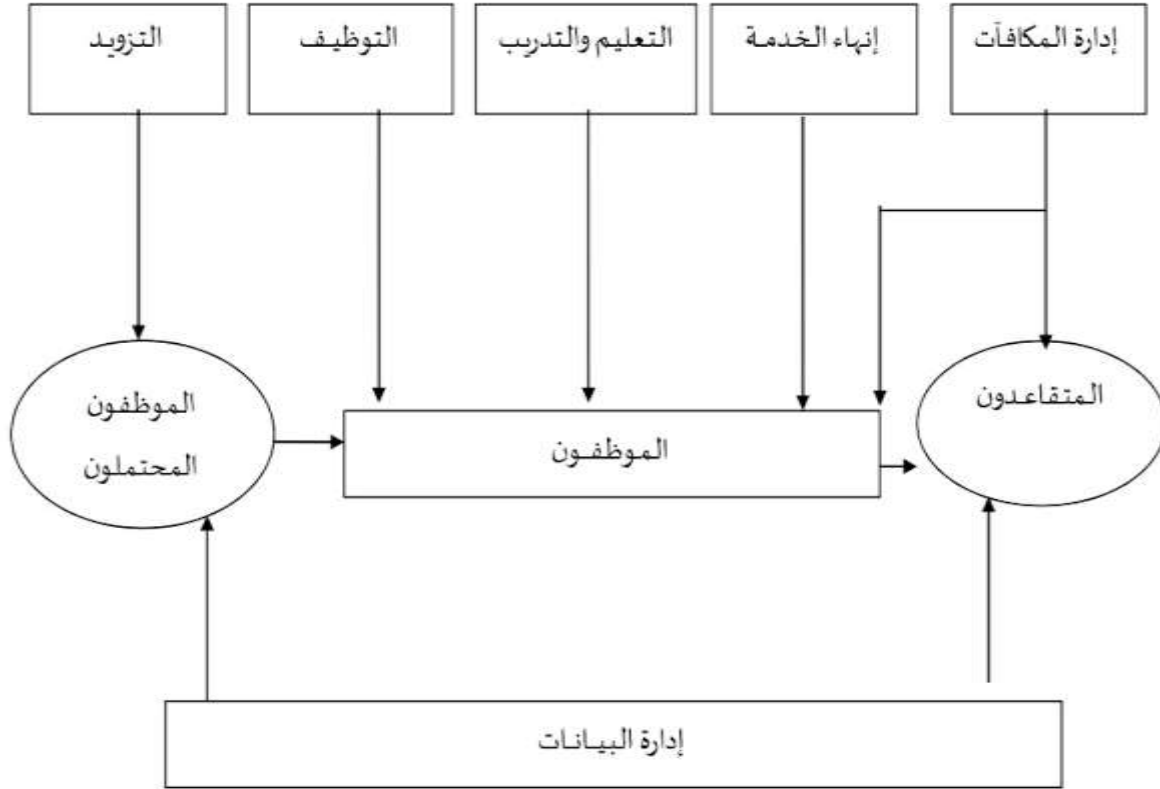 إدارة المكافآت
إنهاء الخدمة
التعليم والتدريب
التوظيف
التزويد
المتقاعدون
الموظفون
الموظفون
المحتملون
إدارة البيانات